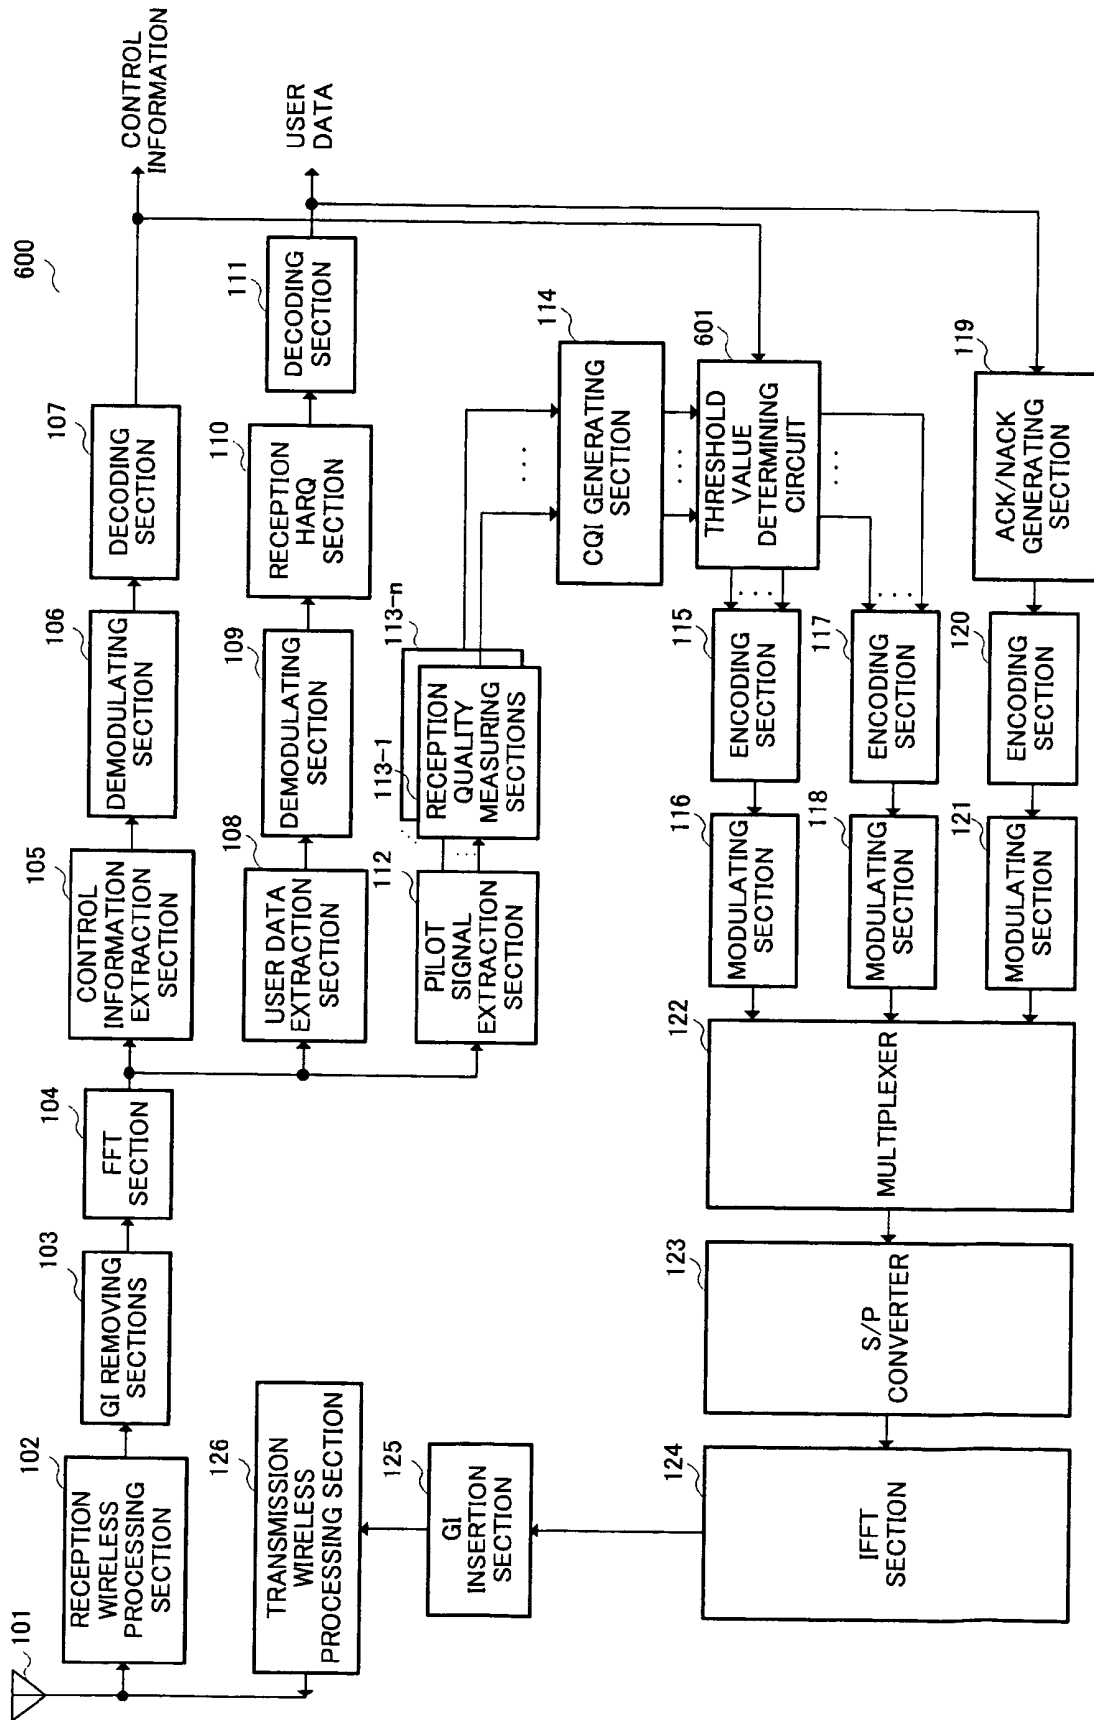 600
101
102
RECEPTION
WIRELESS
PROCESSING
SECTION
103
GI REMOVING
SECTIONS
104
FFT
SECTION
105
CONTROL
INFORMATION
EXTRACTION
SECTION
106
DEMODULATING
SECTION
107
DECODING
SECTION
CONTROL
INFORMATION
108
USER DATA
EXTRACTION
SECTION
109
DEMODULATING
SECTION
110
RECEPTION
HARQ
SECTION
111
DECODING
SECTION
USER
DATA
112
PILOT
SIGNAL
EXTRACTION
SECTION
113-1
113-n
RECEPTION
QUALITY
MEASURING
SECTIONS
114
CQI GENERATING
SECTION
601
THRESHOLD
VALUE
DETERMINING
CIRCUIT
115
ENCODING
SECTION
116
MODULATING
SECTION
117
ENCODING
SECTION
118
MODULATING
SECTION
119
ACK/NACK
GENERATING
SECTION
120
ENCODING
SECTION
121
MODULATING
SECTION
122
MULTIPLEXER
123
S/P
CONVERTER
124
IFFT
SECTION
125
GI
INSERTION
SECTION
126
TRANSMISSION
WIRELESS
PROCESSING SECTION